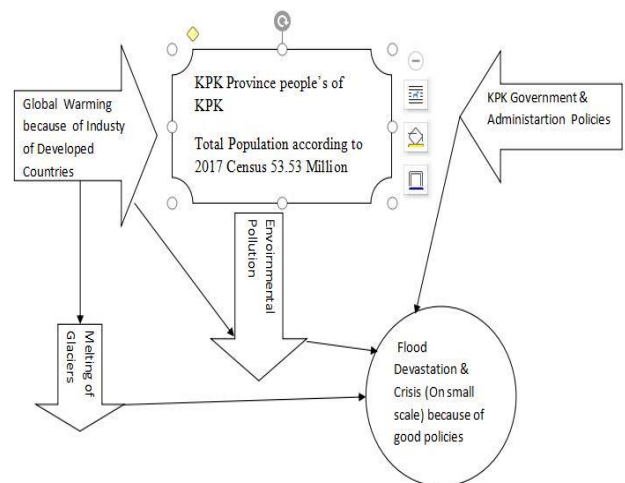 KPK Province people's of
KPK
Total Population according to
2017 Census 53.53 Million
Global Warming
because of Industy
of Developed
Countries
KPK Government &
Administartion Policies
Envoirnmental
Pollution
Melting of
Glaciers
Flood
Devastation &
Crisis (On small
scale) because of
good policies